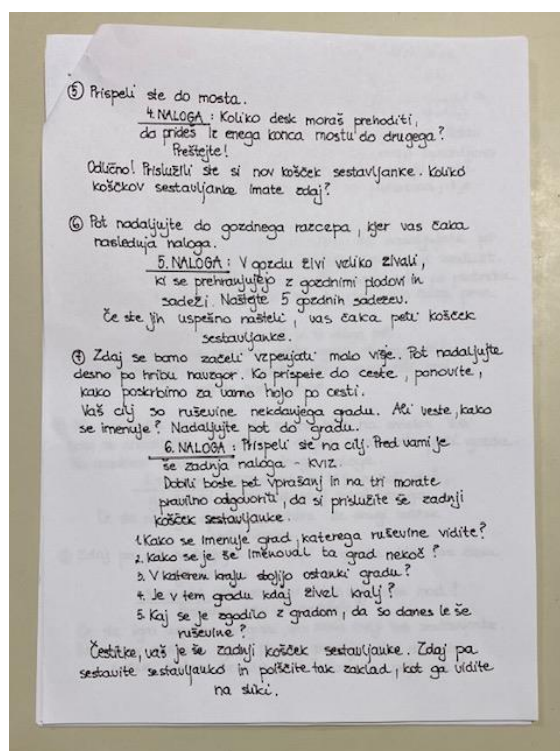 ⑤ Prispeli ste do mosta.
4. NALOGA: Koliko desk moraš prehoditi,
da prideš iz enega konca mostu do drugega?
Preštejte!
Odlično! Prislužili ste si nov košček sestavljanke. Koliko
koščkov sestavljanke imate zdaj?
⑥ Pot nadaljujte do gozdnega razcepa, kjer vas čaka
naslednja naloga.
5. NALOGA: V gozdu živi veliko živali,
ki se prehranjujejo z gozdnimi plodovi in
sadeži. Naštejte 5 gozdnih sadežev.
Če ste jih uspešno našteli, vas čaka peti košček
sestavljanke.
⑦ Zdaj se bomo začeli vzpenjati malo višje. Pot nadaljujte
desno po hribu navzgor. Ko prispete do ceste, ponovite,
kako poskrbimo za varno hojo po cesti.
Vaš cilj so ruševine nekdanjega gradu. Ali veste, kako
se imenuje? Nadaljujte pot do gradu.
6. NALOGA: Prispeli ste na cilj. Pred vami je
še zadnja naloga - KVIZ.
Dobili boste pet vprašanj in na tri morate
pravilno odgovoriti, da si prislužite še zadnji
košček sestavljanke.
1. Kako se imenuje grad, katerega ruševine vidite?
2. Kako se je še imenoval ta grad nekoč?
3. V katerem kraju stojijo ostanki gradu?
4. Je v tem gradu kdaj živel kralj?
5. Kaj se je zgodilo z gradom, da so danes le še
ruševine?
Čestitke, vaš je še zadnji košček sestavljanke. Zdaj pa
sestavite sestavljanko in poiščite tak zaklad, kot ga vidite
na sliki.